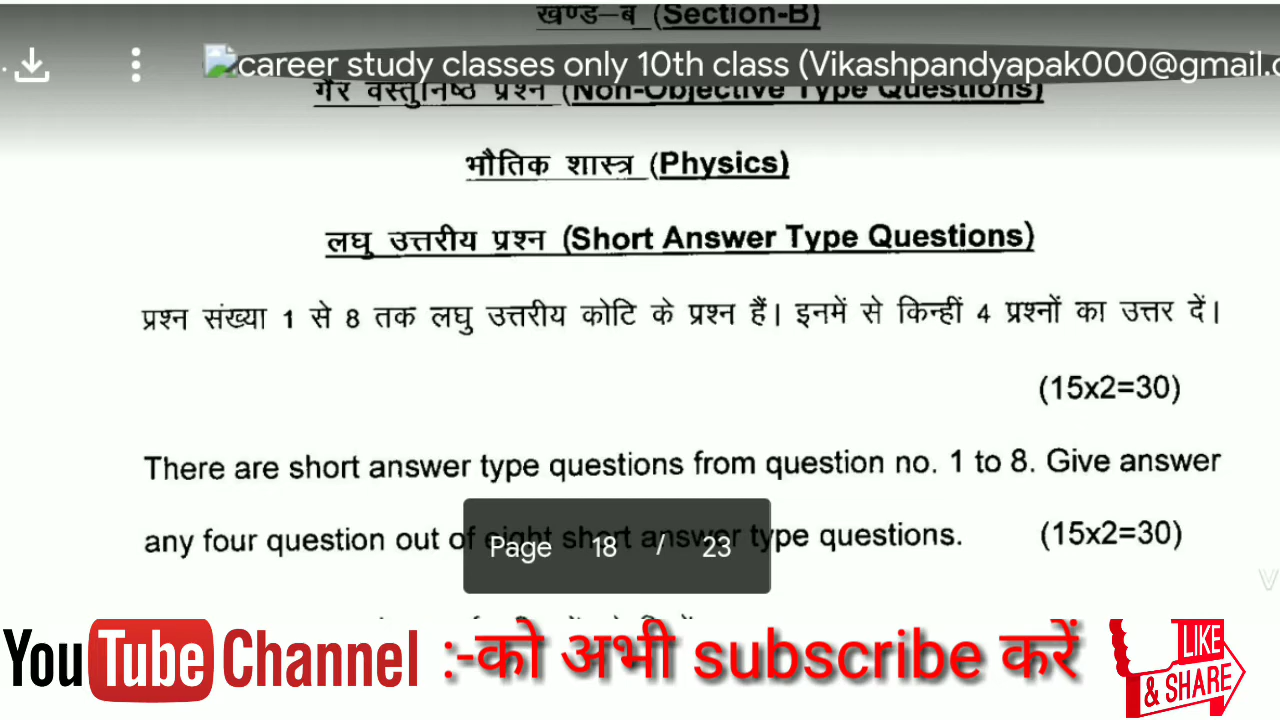 खण्ड–ब (Section-B)
career study classes only 10th class (Vikashpandyapak000@gmail.c
गैर वस्तुनिष्ठ प्रश्न (Non-Objective Type Questions)
भौतिक शास्त्र (Physics)
लघु उत्तरीय प्रश्न (Short Answer Type Questions)
प्रश्न संख्या 1 से 8 तक लघु उत्तरीय कोटि के प्रश्न हैं। इनमें से किन्हीं 4 प्रश्नों का उत्तर दें।
(15x2=30)
There are short answer type questions from question no. 1 to 8. Give answer
any four question out of eight short answer type questions. (15x2=30)
Page 18 / 23
YouTube Channel :-को अभी subscribe करें
LIKE
& SHARE